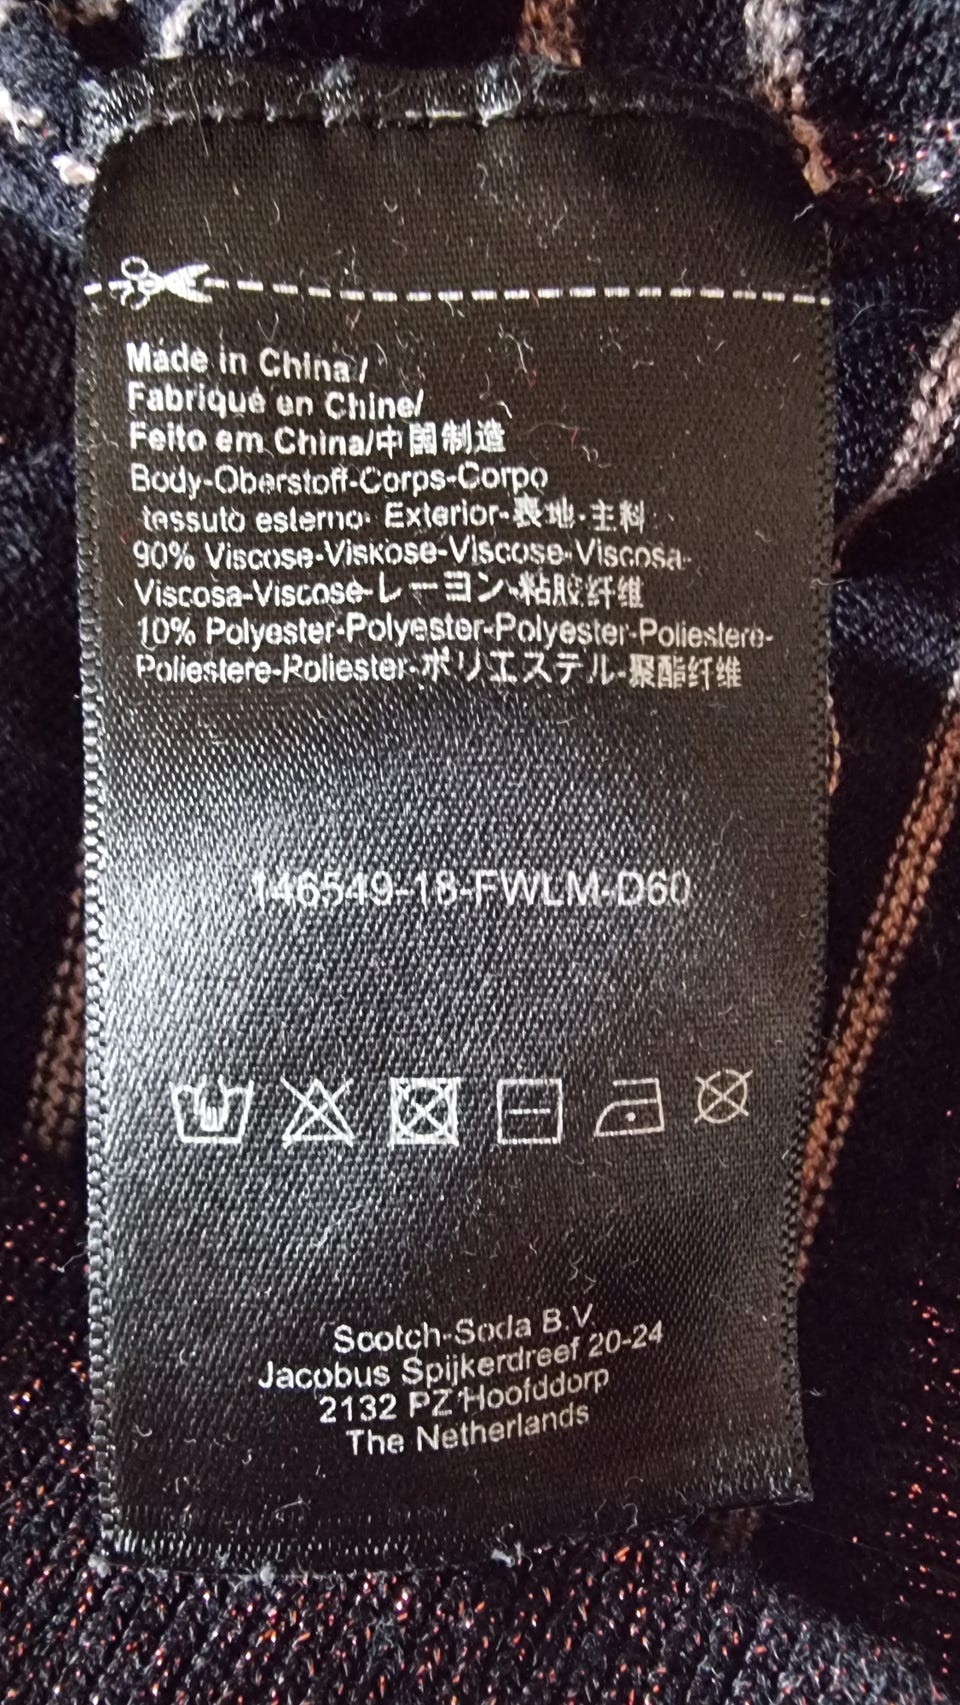 Made in China/
Fabriqué en Chine/
Feito em China/中國制造
Body-Oberstoff-Corps-Corpo
tessuto esterno- Exterior-表地-主料
90% Viscose-Viskose-Viscose-Viscosa-
Viscosa-Viscose-レーヨン-粘胶纤维
10% Polyester-Polyester-Polyester-Poliestere-
Poliestere-Poliester-ポリエステル-聚酯纤维
146549-18-FWLM-D60
Scotch-Soda B.V.
Jacobus Spijkerdreef 20-24
2132 PZ Hoofddorp
The Netherlands